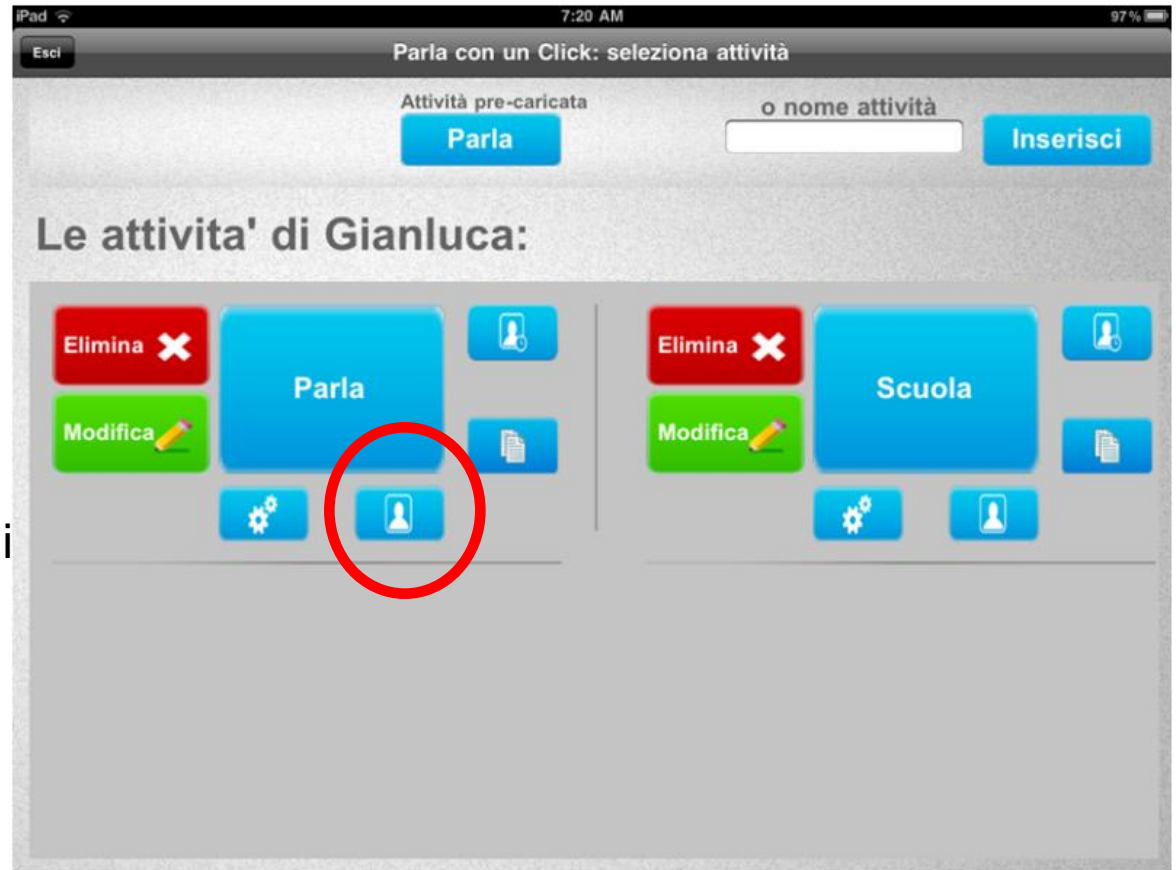 iPad 7:20 AM 97%
Esci Parla con un Click: seleziona attività
Attività pre-caricata o nome attività
Parla Inserisci
Le attivita' di Gianluca:
Elimina
Parla
Modifica
Elimina
Scuola
Modifica
i